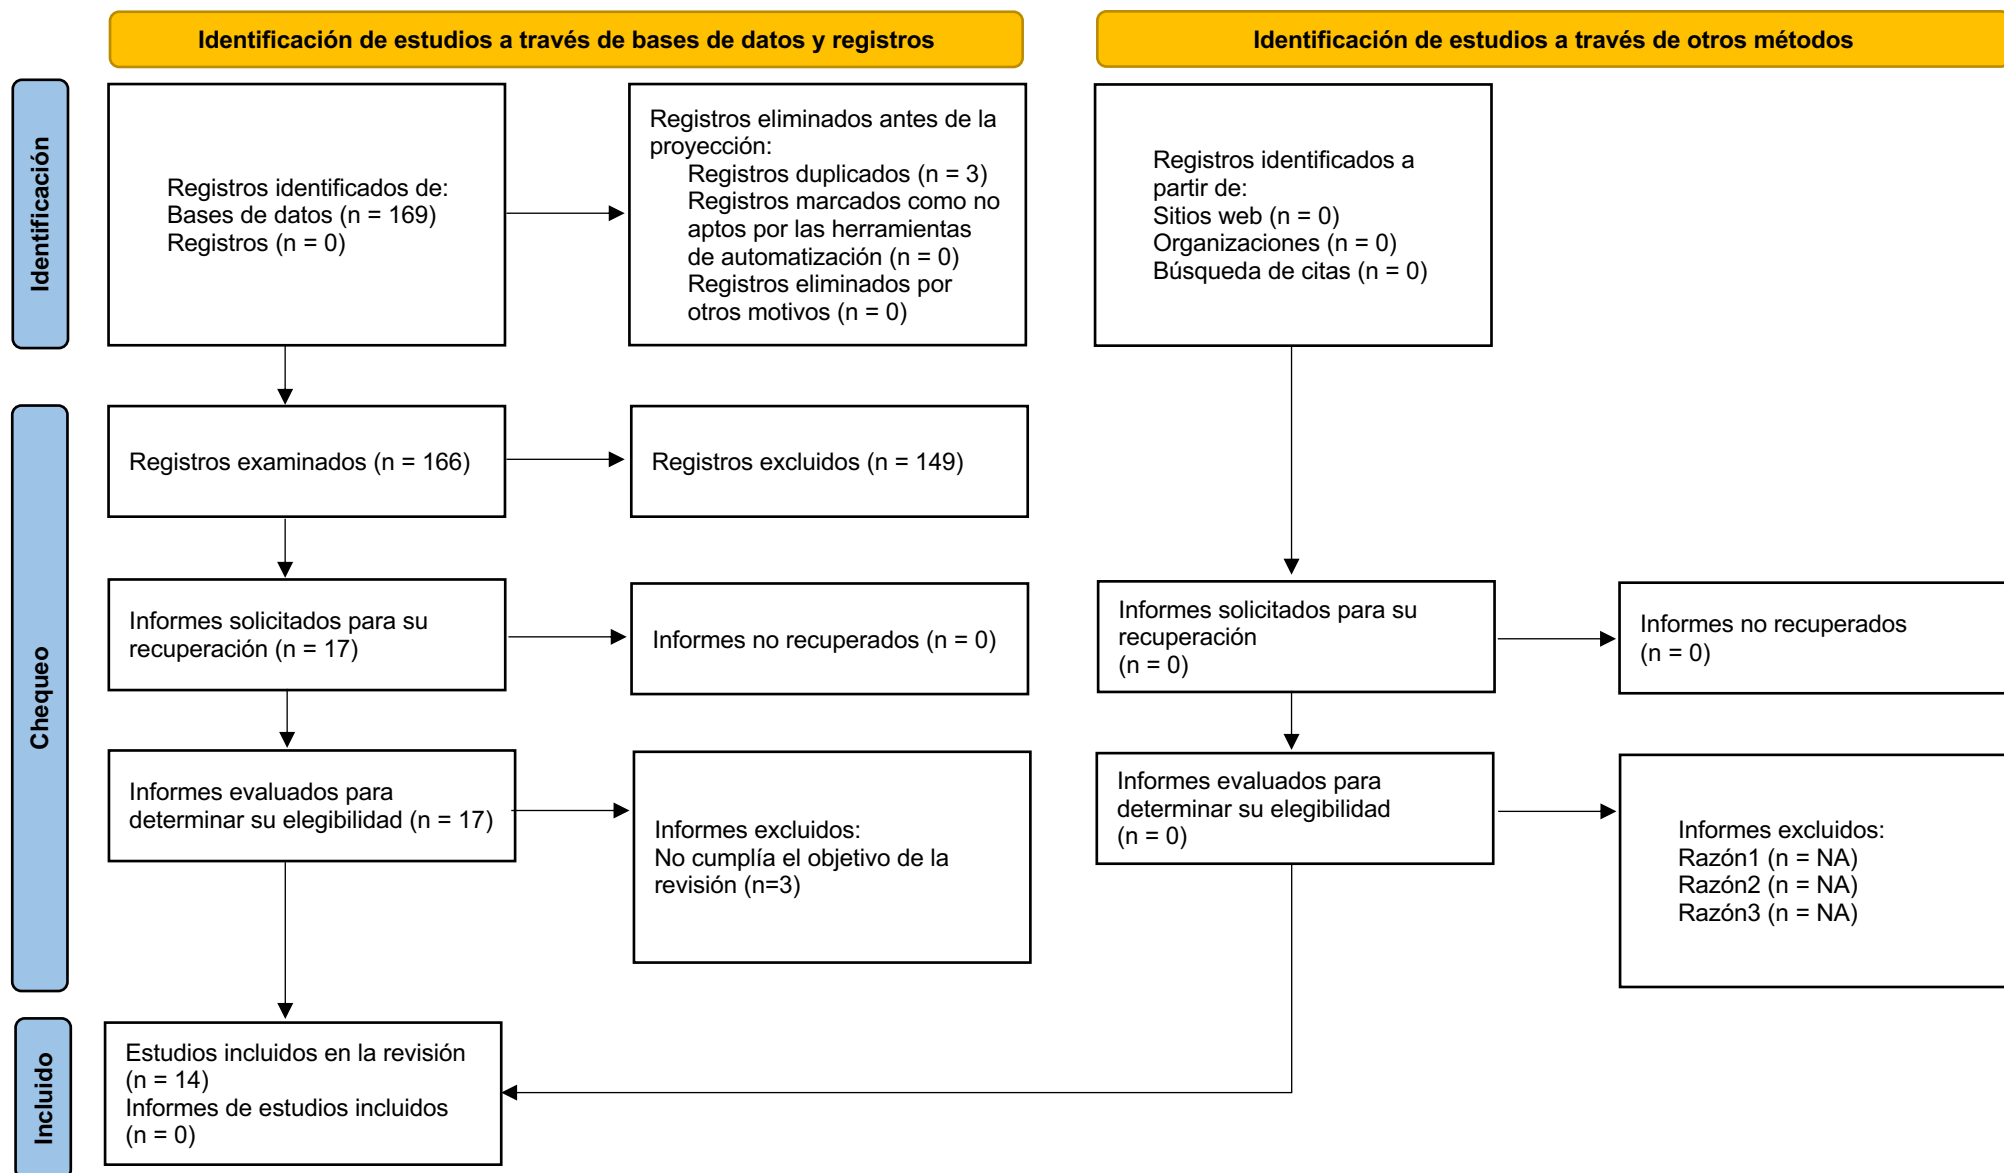 Identificación de estudios a través de bases de datos y registros
Identificación de estudios a través de otros métodos
Identificación
Registros identificados de:
Bases de datos (n = 169)
Registros (n = 0)
Registros eliminados antes de la
proyección:
Registros duplicados (n = 3)
Registros marcados como no
aptos por las herramientas
de automatización (n = 0)
Registros eliminados por
otros motivos (n = 0)
Registros identificados a
partir de:
Sitios web (n = 0)
Organizaciones (n = 0)
Búsqueda de citas (n = 0)
Chequeo
Registros examinados (n = 166)
Registros excluidos (n = 149)
Informes solicitados para su
recuperación (n = 17)
Informes no recuperados (n = 0)
Informes solicitados para su
recuperación
(n = 0)
Informes no recuperados
(n = 0)
Informes evaluados para
determinar su elegibilidad (n = 17)
Informes excluidos:
No cumplía el objetivo de la
revisión (n=3)
Informes evaluados para
determinar su elegibilidad
(n = 0)
Informes excluidos:
Razón1 (n = NA)
Razón2 (n = NA)
Razón3 (n = NA)
Incluido
Estudios incluidos en la revisión
(n = 14)
Informes de estudios incluidos
(n = 0)